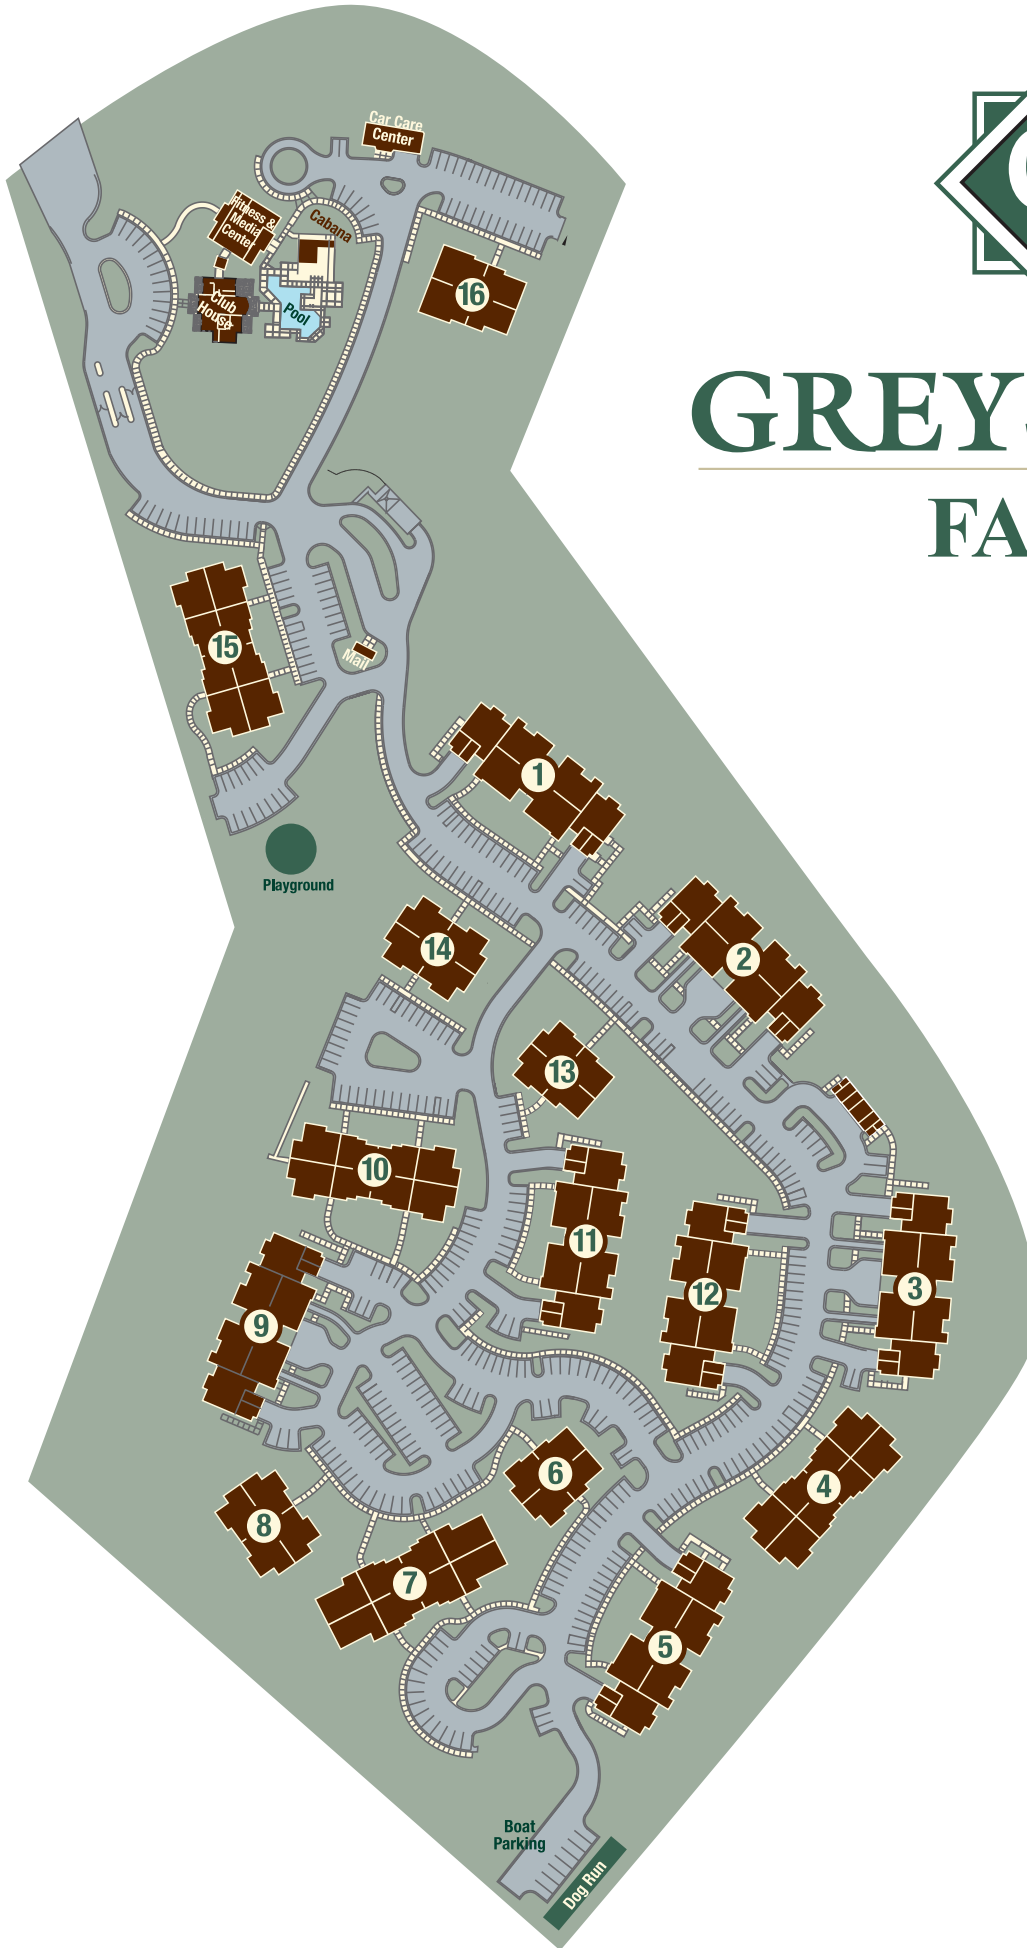 Car Care
Center
Fitness &
Media
Center
Cabana
Club
House
Pool
16
GREY
FA
15
Mail
1
Playground
14
2
13
10
11
12
3
9
6
4
8
7
5
Boat
Parking
Dog Run